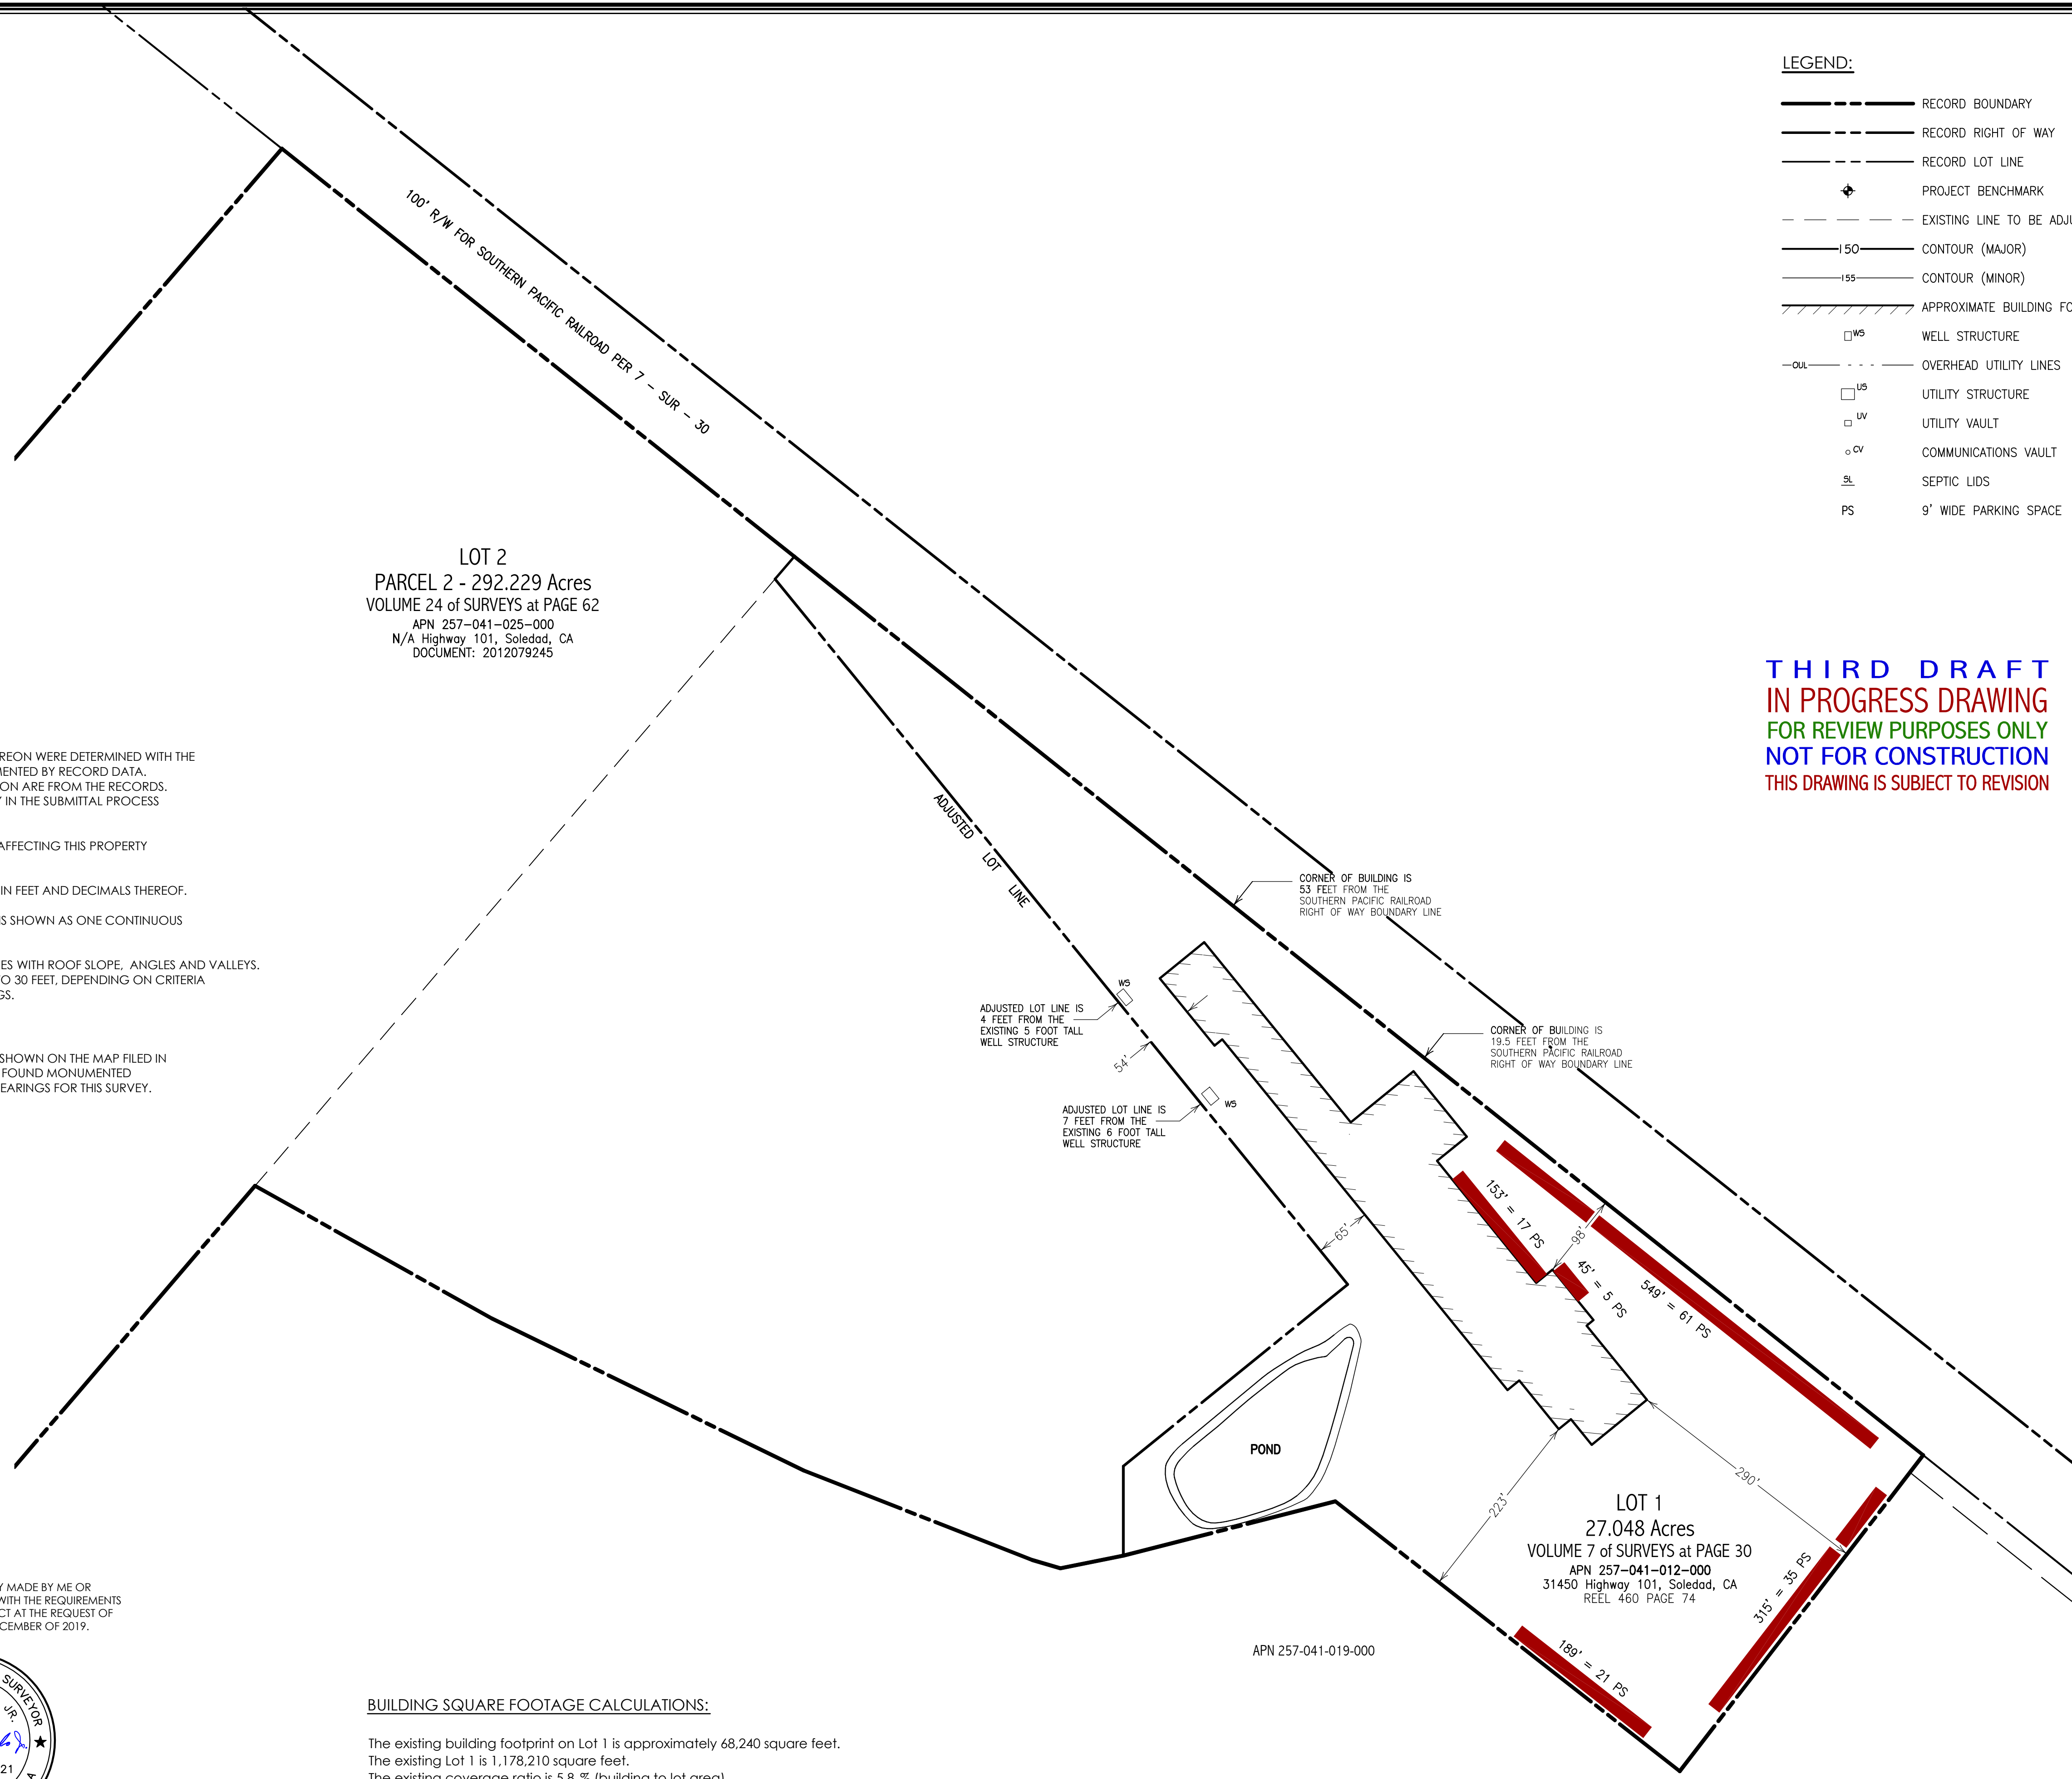 LEGEND:
RECORD BOUNDARY
RECORD RIGHT OF WAY
RECORD LOT LINE
PROJECT BENCHMARK
EXISTING LINE TO BE
150 CONTOUR (MAJOR)
155 CONTOUR (MINOR)
APPROXIMATE BUILDING
WS WELL STRUCTURE
OUL OVERHEAD UTILITY LINES
US UTILITY STRUCTURE
UV UTILITY VAULT
CV COMMUNICATIONS VAULT
SL SEPTIC LIDS
PS 9' WIDE PARKING SPACE
100' R/W FOR SOUTHERN PACIFIC RAILROAD PER 7 - SUR - 30
LOT 2
PARCEL 2 - 292.229 Acres
VOLUME 24 of SURVEYS at PAGE 62
APN 257-041-025-000
N/A Highway 101, Soledad, CA
DOCUMENT: 2012079245
THIRD DRAFT
IN PROGRESS DRAWING
FOR REVIEW PURPOSES ONLY
NOT FOR CONSTRUCTION
THIS DRAWING IS SUBJECT TO REVISION
REON WERE DETERMINED WITH THE
MENTED BY RECORD DATA.
ON ARE FROM THE RECORDS.
Y IN THE SUBMITTAL PROCESS
AFFECTING THIS PROPERTY
IN FEET AND DECIMALS THEREOF.
IS SHOWN AS ONE CONTINUOUS
ES WITH ROOF SLOPE, ANGLES AND VALLEYS.
TO 30 FEET, DEPENDING ON CRITERIA
GS.
SHOWN ON THE MAP FILED IN
FOUND MONUMENTED
EARINGS FOR THIS SURVEY.
ADJUSTED LOT LINE
CORNER OF BUILDING IS
53 FEET FROM THE
SOUTHERN PACIFIC RAILROAD
RIGHT OF WAY BOUNDARY LINE
WS
ADJUSTED LOT LINE IS
4 FEET FROM THE
EXISTING 5 FOOT TALL
WELL STRUCTURE
54'
CORNER OF BUILDING IS
19.5 FEET FROM THE
SOUTHERN PACIFIC RAILROAD
RIGHT OF WAY BOUNDARY LINE
WS
ADJUSTED LOT LINE IS
7 FEET FROM THE
EXISTING 6 FOOT TALL
WELL STRUCTURE
65'
153' = 17 PS
98'
45' = 5 PS
549' = 61 PS
POND
290'
223'
LOT 1
27.048 Acres
VOLUME 7 of SURVEYS at PAGE 30
APN 257-041-012-000
31450 Highway 101, Soledad, CA
REEL 460 PAGE 74
315' = 35 PS
189' = 21 PS
APN 257-041-019-000
Y MADE BY ME OR
WITH THE REQUIREMENTS
CT AT THE REQUEST OF
CEMBER OF 2019.
SURVEYOR
JR.
21
BUILDING SQUARE FOOTAGE CALCULATIONS:
The existing building footprint on Lot 1 is approximately 68,240 square feet.
The existing Lot 1 is 1,178,210 square feet.
The existing coverage ratio is 5.8 % (building to lot area)